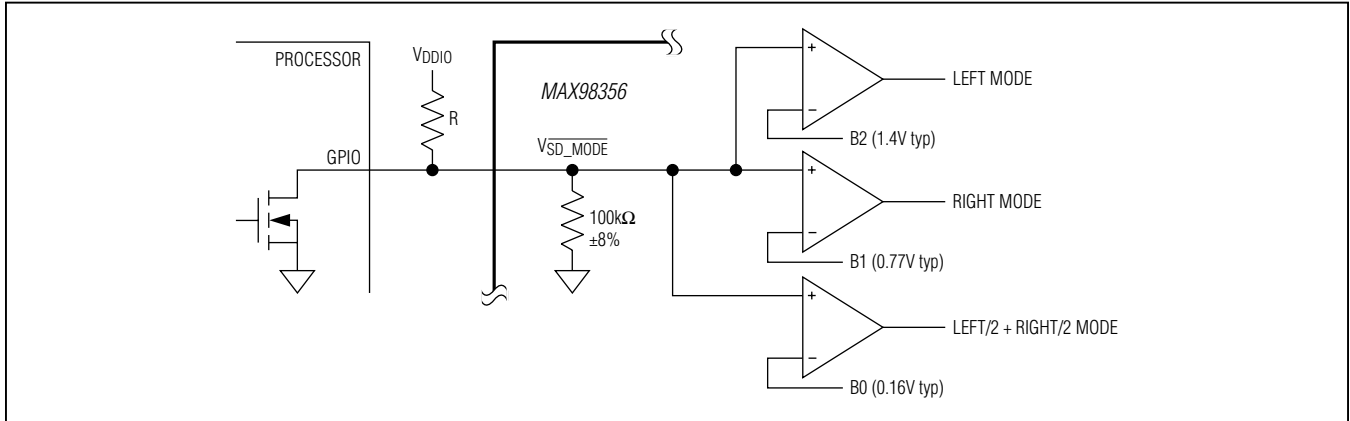 PROCESSOR
VDDIO
R
GPIO
MAX98356
VSD_MODE
100kΩ
±8%
+
−
LEFT MODE
B2 (1.4V typ)
+
−
RIGHT MODE
B1 (0.77V typ)
+
−
LEFT/2 + RIGHT/2 MODE
B0 (0.16V typ)